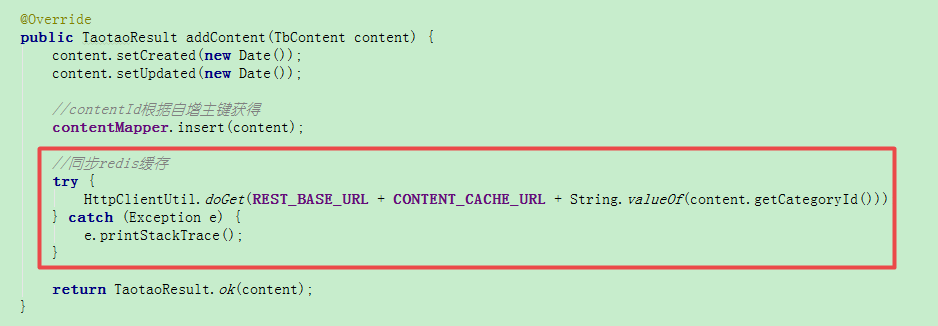 @Override
public TaotaoResult addContent(TbContent content) {
    content.setCreated(new Date());
    content.setUpdated(new Date());

    //contentId根据自增主键获得
    contentMapper.insert(content);

    //同步redis缓存
    try {
        HttpClientUtil.doGet(REST_BASE_URL + CONTENT_CACHE_URL + String.valueOf(content.getCategoryId()))
    } catch (Exception e) {
        e.printStackTrace();
    }

    return TaotaoResult.ok(content);
}